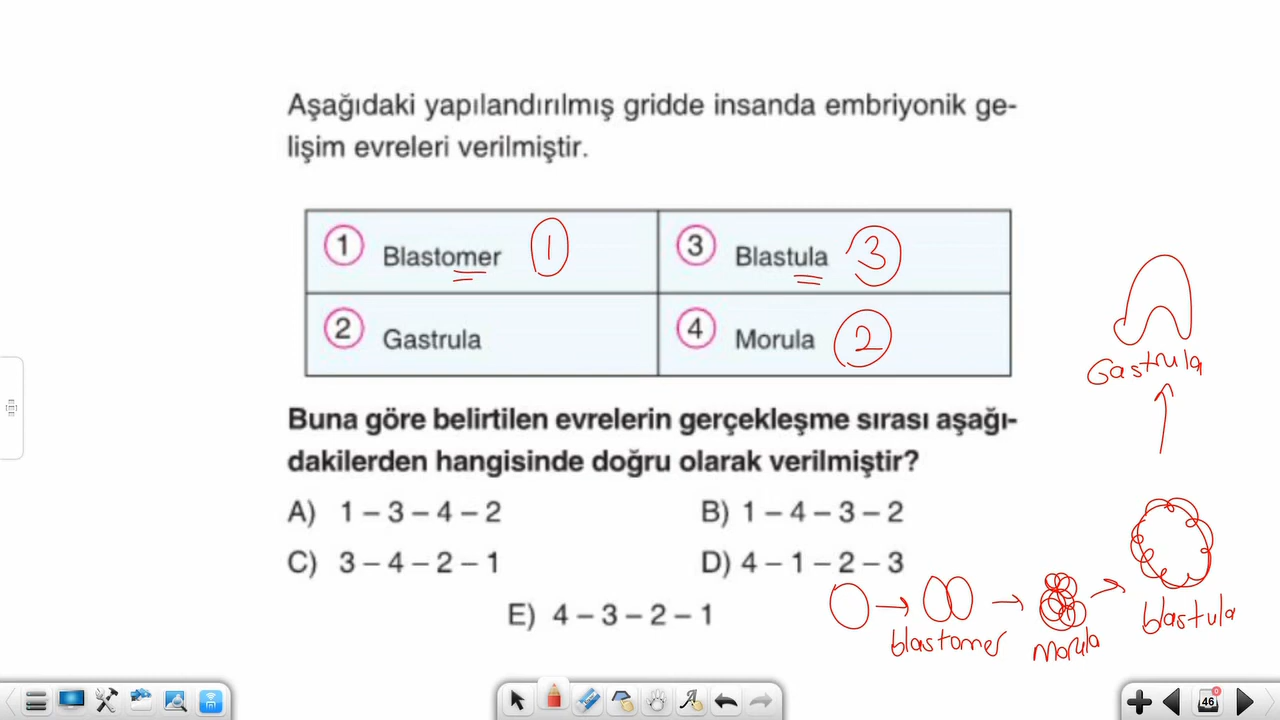 Aşağıdaki yapılandırılmış gridde insanda embriyonik ge-
lişim evreleri verilmiştir.
1 Blastomer 1
3 Blastula 3
2 Gastrula
4 Morula 2
Gastrula
Buna göre belirtilen evrelerin gerçekleşme sırası aşağı-
dakilerden hangisinde doğru olarak verilmiştir?
A) 1 – 3 – 4 – 2
B) 1 – 4 – 3 – 2
C) 3 – 4 – 2 – 1
D) 4 – 1 – 2 – 3
E) 4 – 3 – 2 – 1
blastomer
morula
blastula
46
0